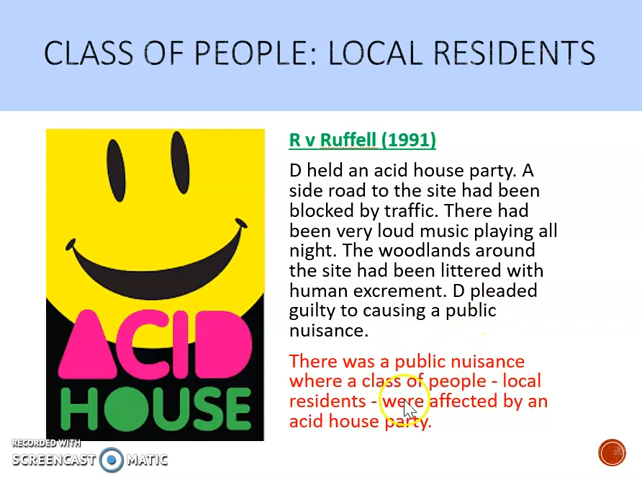 CLASS OF PEOPLE: LOCAL RESIDENTS
R v Ruffell (1991)
D held an acid house party. A
side road to the site had been
blocked by traffic. There had
been very loud music playing all
night. The woodlands around
the site had been littered with
human excrement. D pleaded
guilty to causing a public
nuisance.
There was a public nuisance
where a class of people - local
residents - were affected by an
acid house party.
ACID
HOUSE
RECORDED WITH
SCREENCAST MATIC